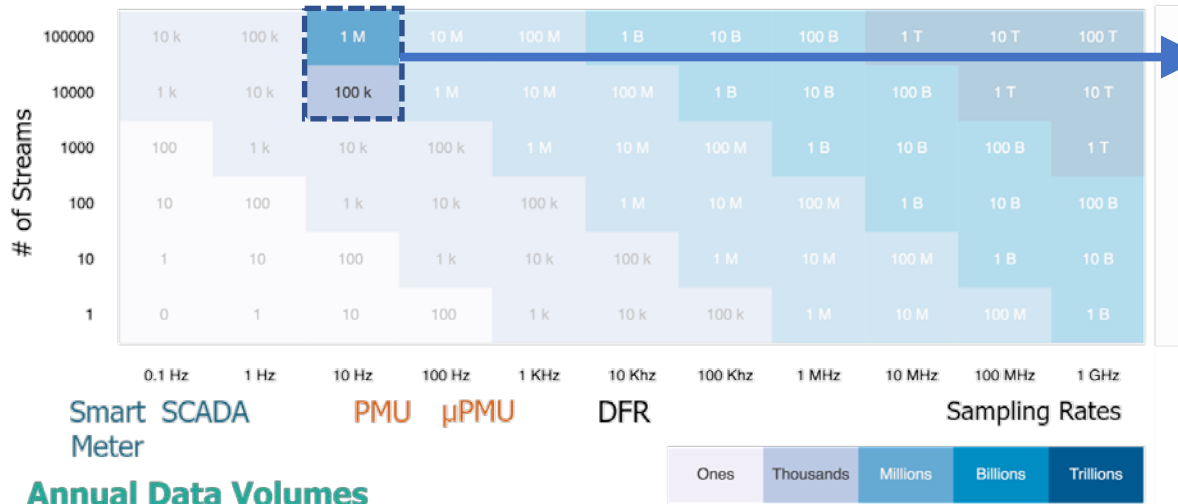 100000 10 k 100 k 1 M 10 M 100 M 1 B 10 B 100 B 1 T 10 T 100 T
10000 1 k 10 k 100 k 1 M 10 M 100 M 1 B 10 B 100 B 1 T 10 T
1000 100 1 k 10 k 100 k 1 M 10 M 100 M 1 B 10 B 100 B 1 T
100 10 100 1 k 10 k 100 k 1 M 10 M 100 M 1 B 10 B 100 B
10 1 10 100 1 k 10 k 100 k 1 M 10 M 100 M 1 B 10 B
1 0 1 10 100 1 k 10 k 100 k 1 M 10 M 100 M 1 B
# of Streams
0.1 Hz 1 Hz 10 Hz 100 Hz 1 KHz 10 Khz 100 Khz 1 MHz 10 MHz 100 MHz 1 GHz
Smart SCADA PMU µPMU DFR Sampling Rates
Meter
Ones Thousands Millions Billions Trillions
Annual Data Volumes